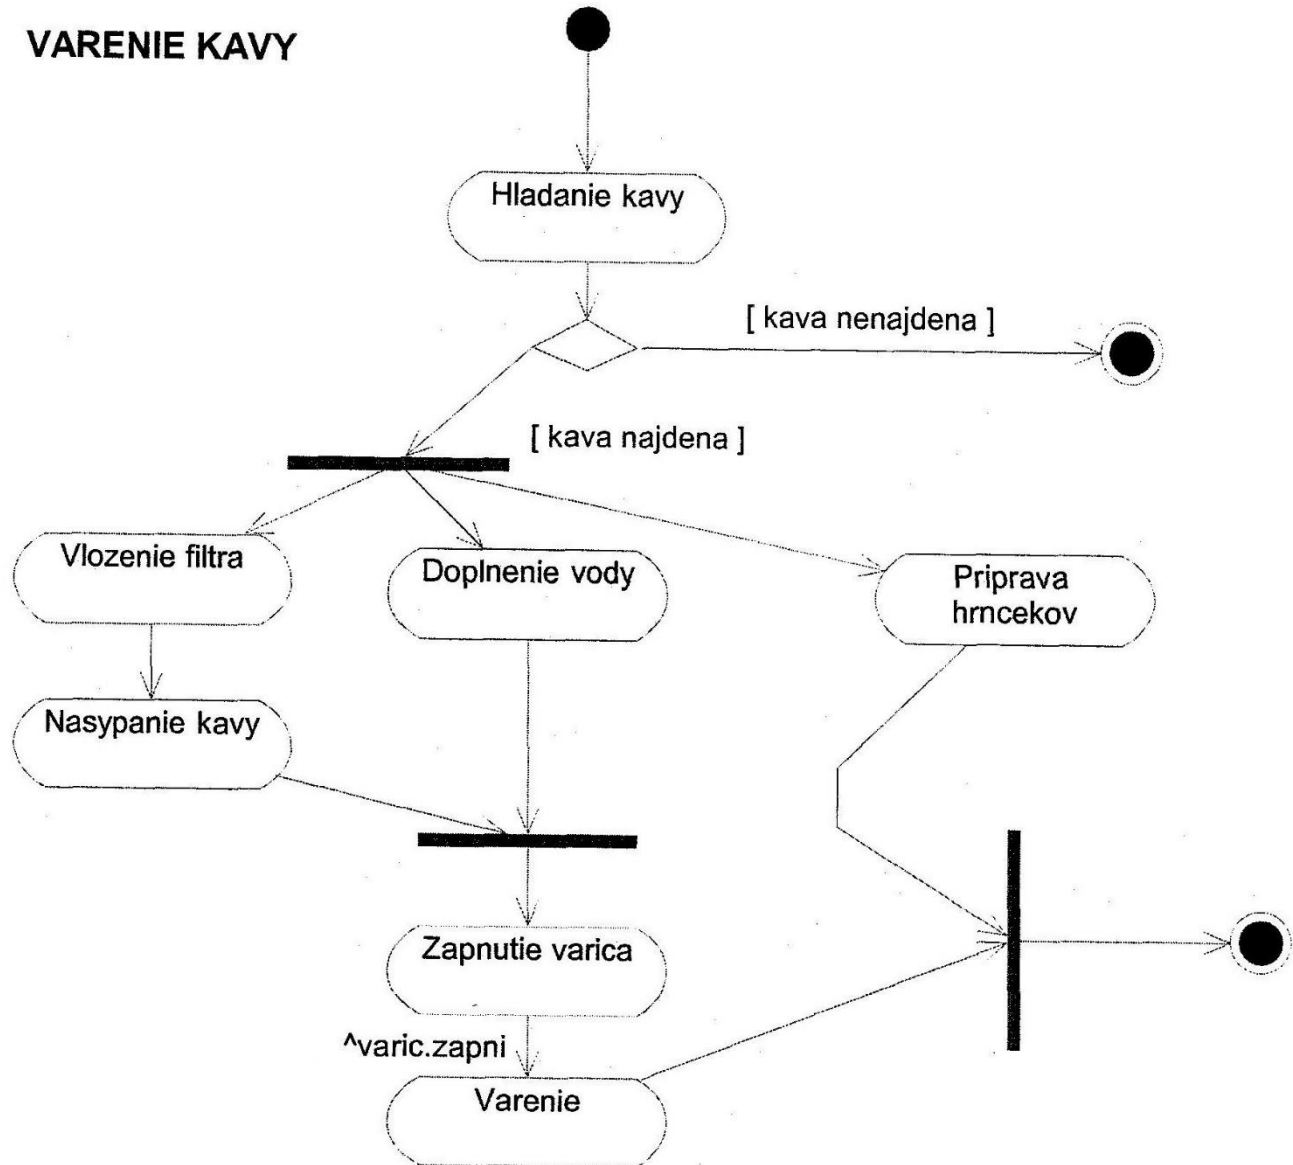 VARENIE KAVY
Hladanie kavy
[ kava nenajdena ]
[ kava najdena ]
Vlozenie filtra
Doplnenie vody
Priprava
hrncekov
Nasypanie kavy
Zapnutie varica
^varic.zapni
Varenie